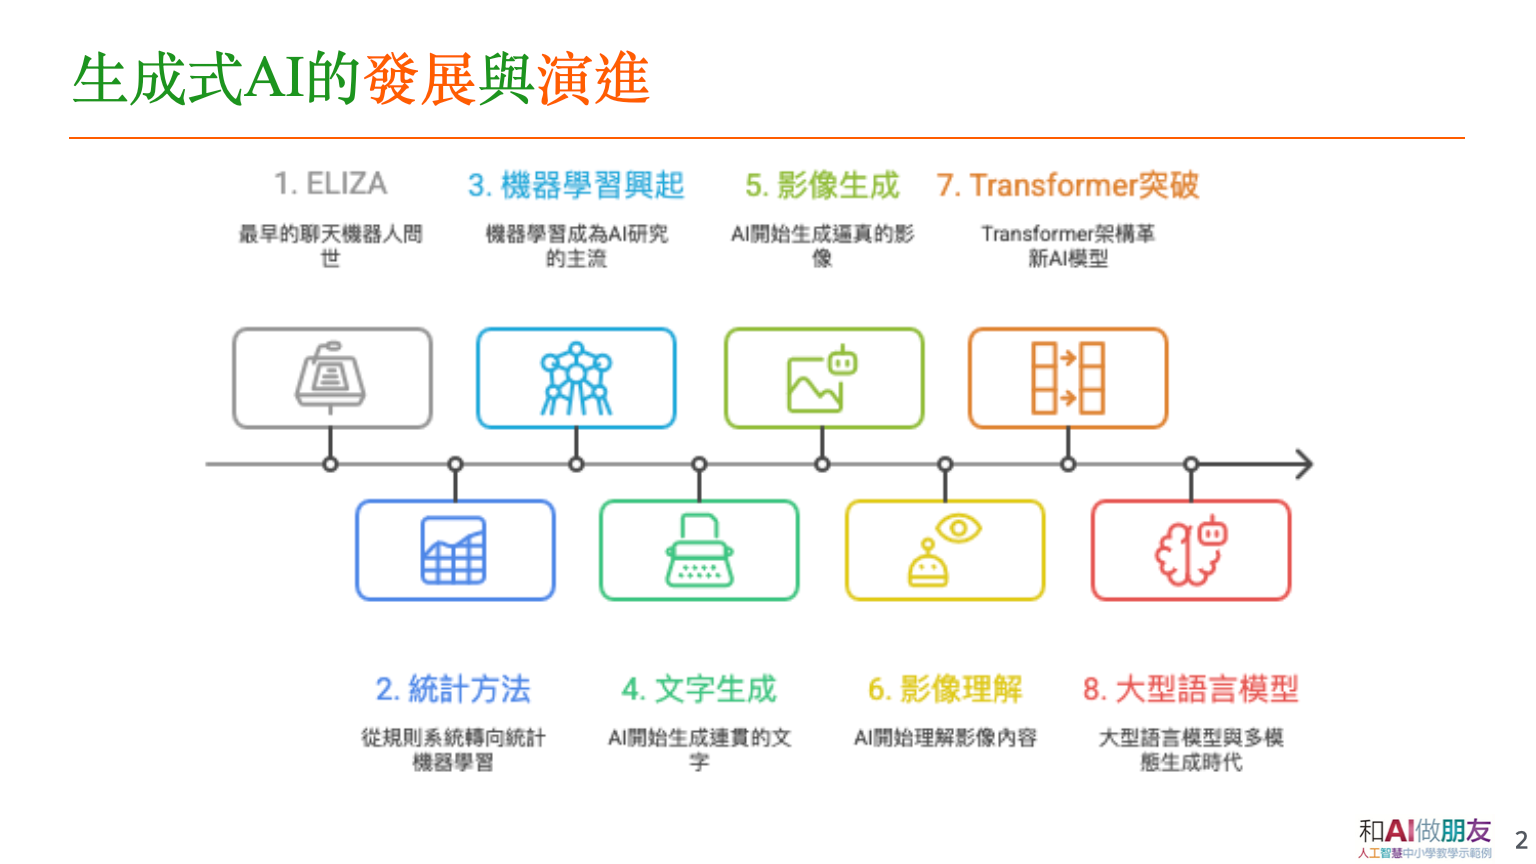 生成式AI的發展與演進
1. ELIZA
最早的聊天機器人問
世
3. 機器學習興起
機器學習成為AI研究
的主流
5. 影像生成
AI開始生成逼真的影
像
7. Transformer突破
Transformer架構革
新AI模型
2. 統計方法
從規則系統轉向統計
機器學習
4. 文字生成
AI開始生成連貫的文
字
6. 影像理解
AI開始理解影像內容
8. 大型語言模型
大型語言模型與多模
態生成時代
和AI做朋友
人工智慧中小學教學示範例
2